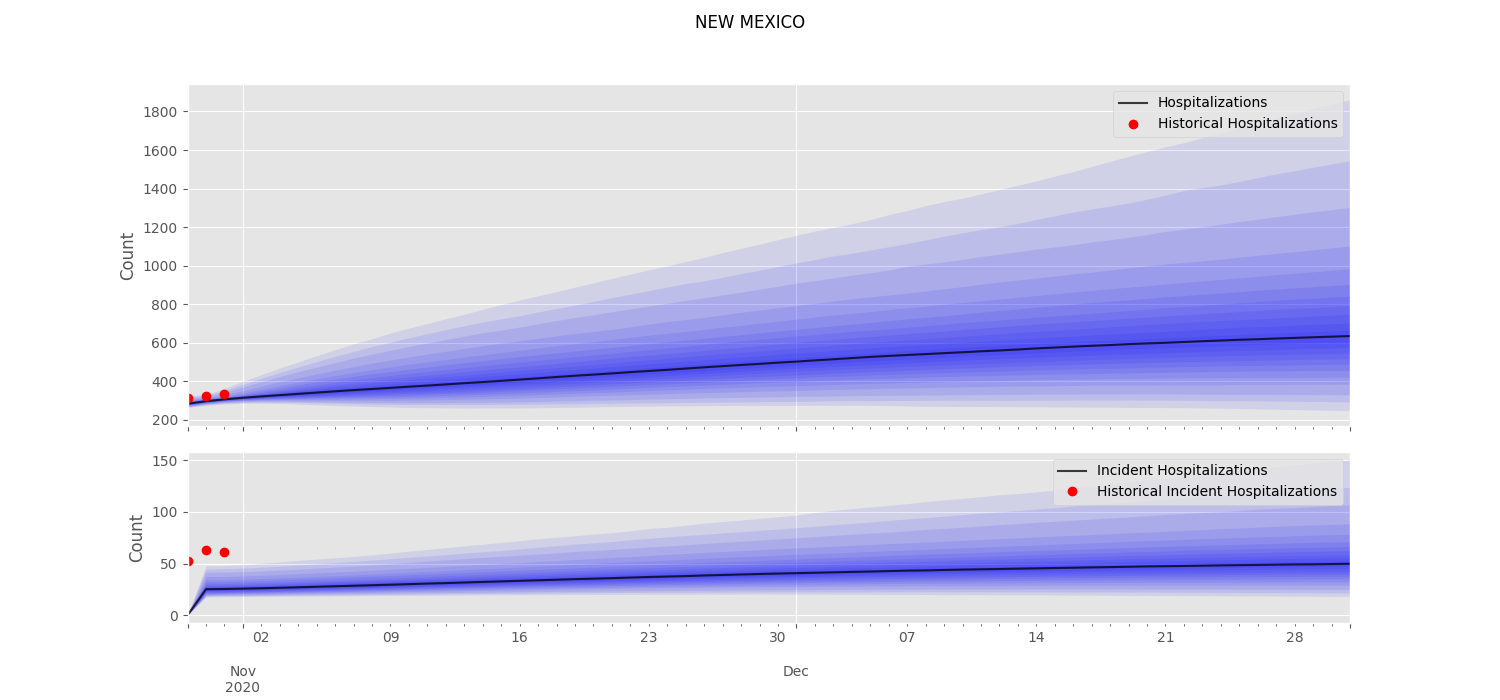 NEW MEXICO
Hospitalizations
Historical Hospitalizations
1800
1600
1400
1200
1000
800
600
400
200
Count
Incident Hospitalizations
Historical Incident Hospitalizations
150
100
50
0
Count
02 09 16 23 30 07 14 21 28
Nov Dec
2020